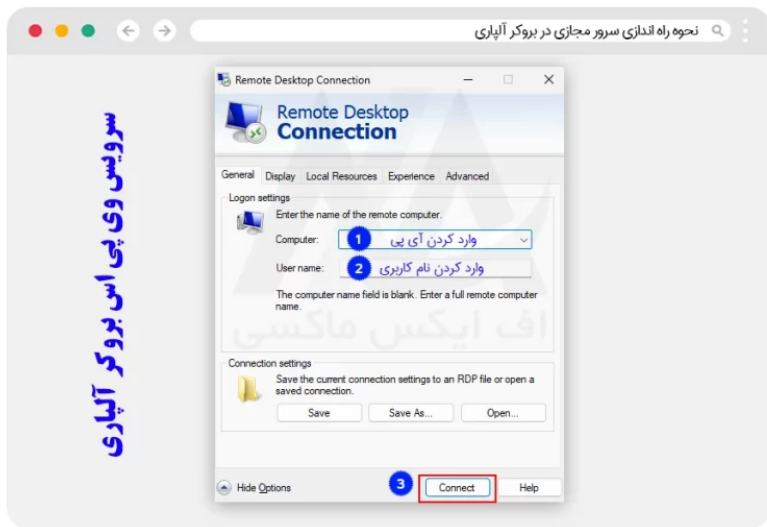 نحوه راه اندازی سرور مجازی در بروکر آلپاری
سرویس وی پی اس بروکر آلپاری
Remote Desktop Connection
Remote Desktop
Connection
General Display Local Resources Experience Advanced
Logon settings
Enter the name of the remote computer.
Computer: 1 وارد کردن آی پی
User name: 2 وارد کردن نام کاربری
The computer name field is blank. Enter a full remote computer
name.
اف ایکس ماکسی
Connection settings
Save the current connection settings to an RDP file or open a
saved connection.
Save Save As... Open...
Hide Options 3 Connect Help